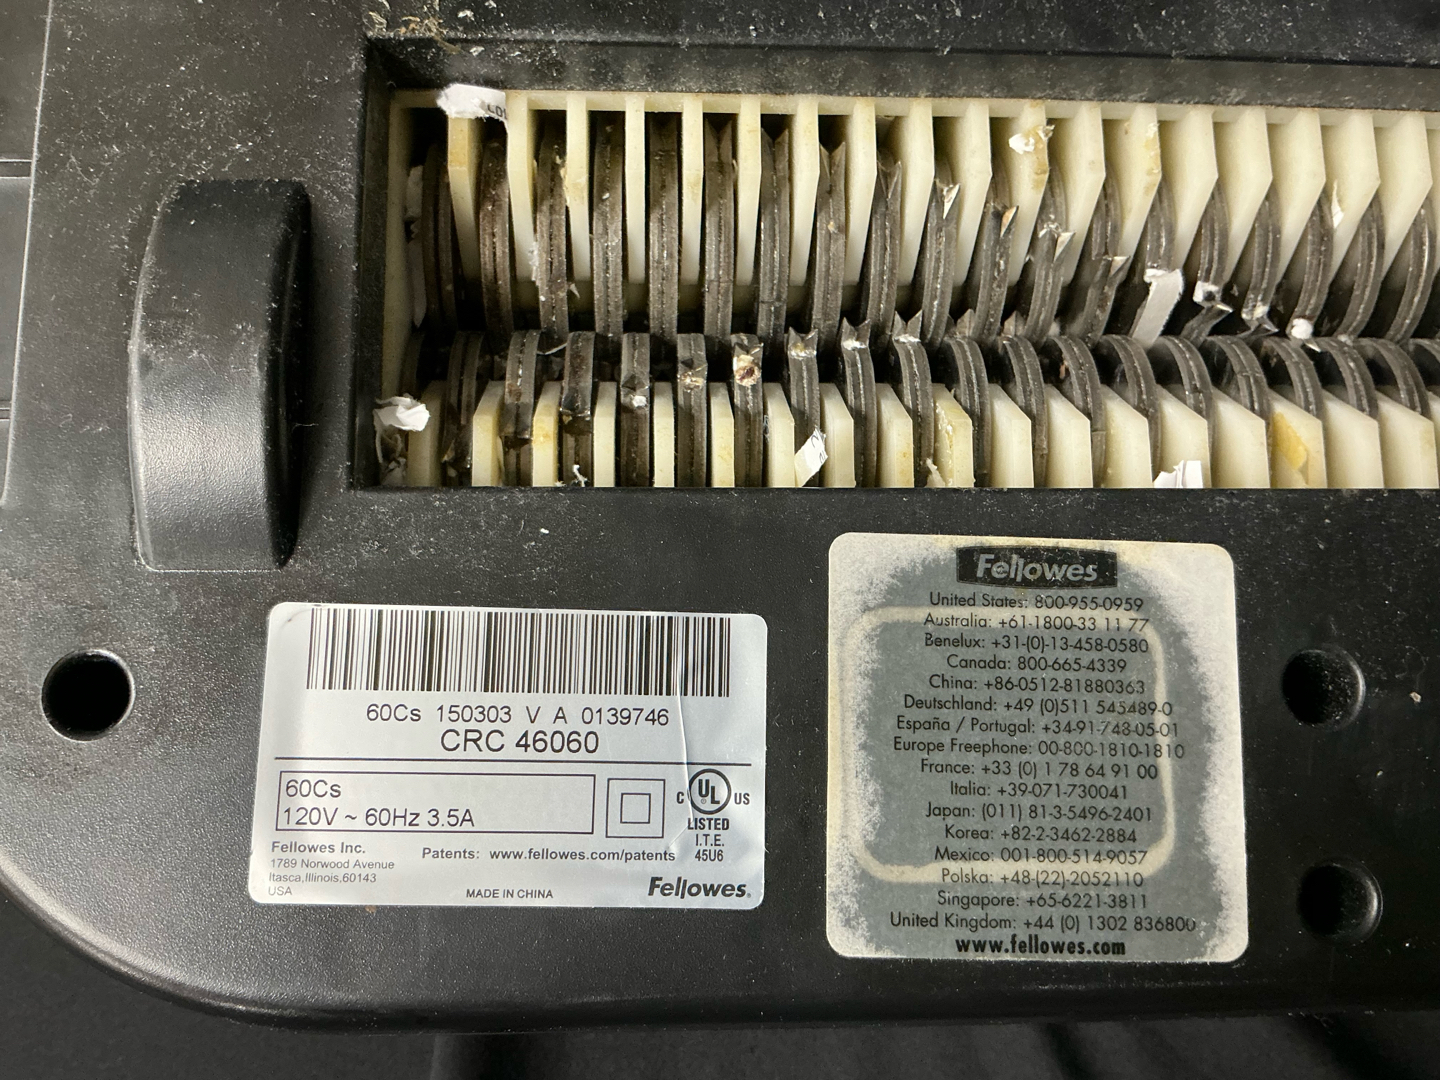 60Cs 150303 V A 0139746
CRC 46060
60Cs
120V ~ 60Hz 3.5A
C UL US
LISTED
I.T.E.
45U6
Fellowes Inc.
1789 Norwood Avenue
Itasca,Illinois,60143
USA
Patents: www.fellowes.com/patents
MADE IN CHINA
Fellowes.
Fellowes
United States: 800-955-0959
Australia: +61-1800-33 11 77
Benelux: +31-(0)-13-458-0580
Canada: 800-665-4339
China: +86-0512-81880363
Deutschland: +49 (0)511 545489-0
España / Portugal: +34-91-748-05-01
Europe Freephone: 00-800-1810-1810
France: +33 (0) 1 78 64 91 00
Italia: +39-071-730041
Japan: (011) 81-3-5496-2401
Korea: +82-2-3462-2884
Mexico: 001-800-514-9057
Polska: +48-(22)-2052110
Singapore: +65-6221-3811
United Kingdom: +44 (0) 1302 836800
www.fellowes.com